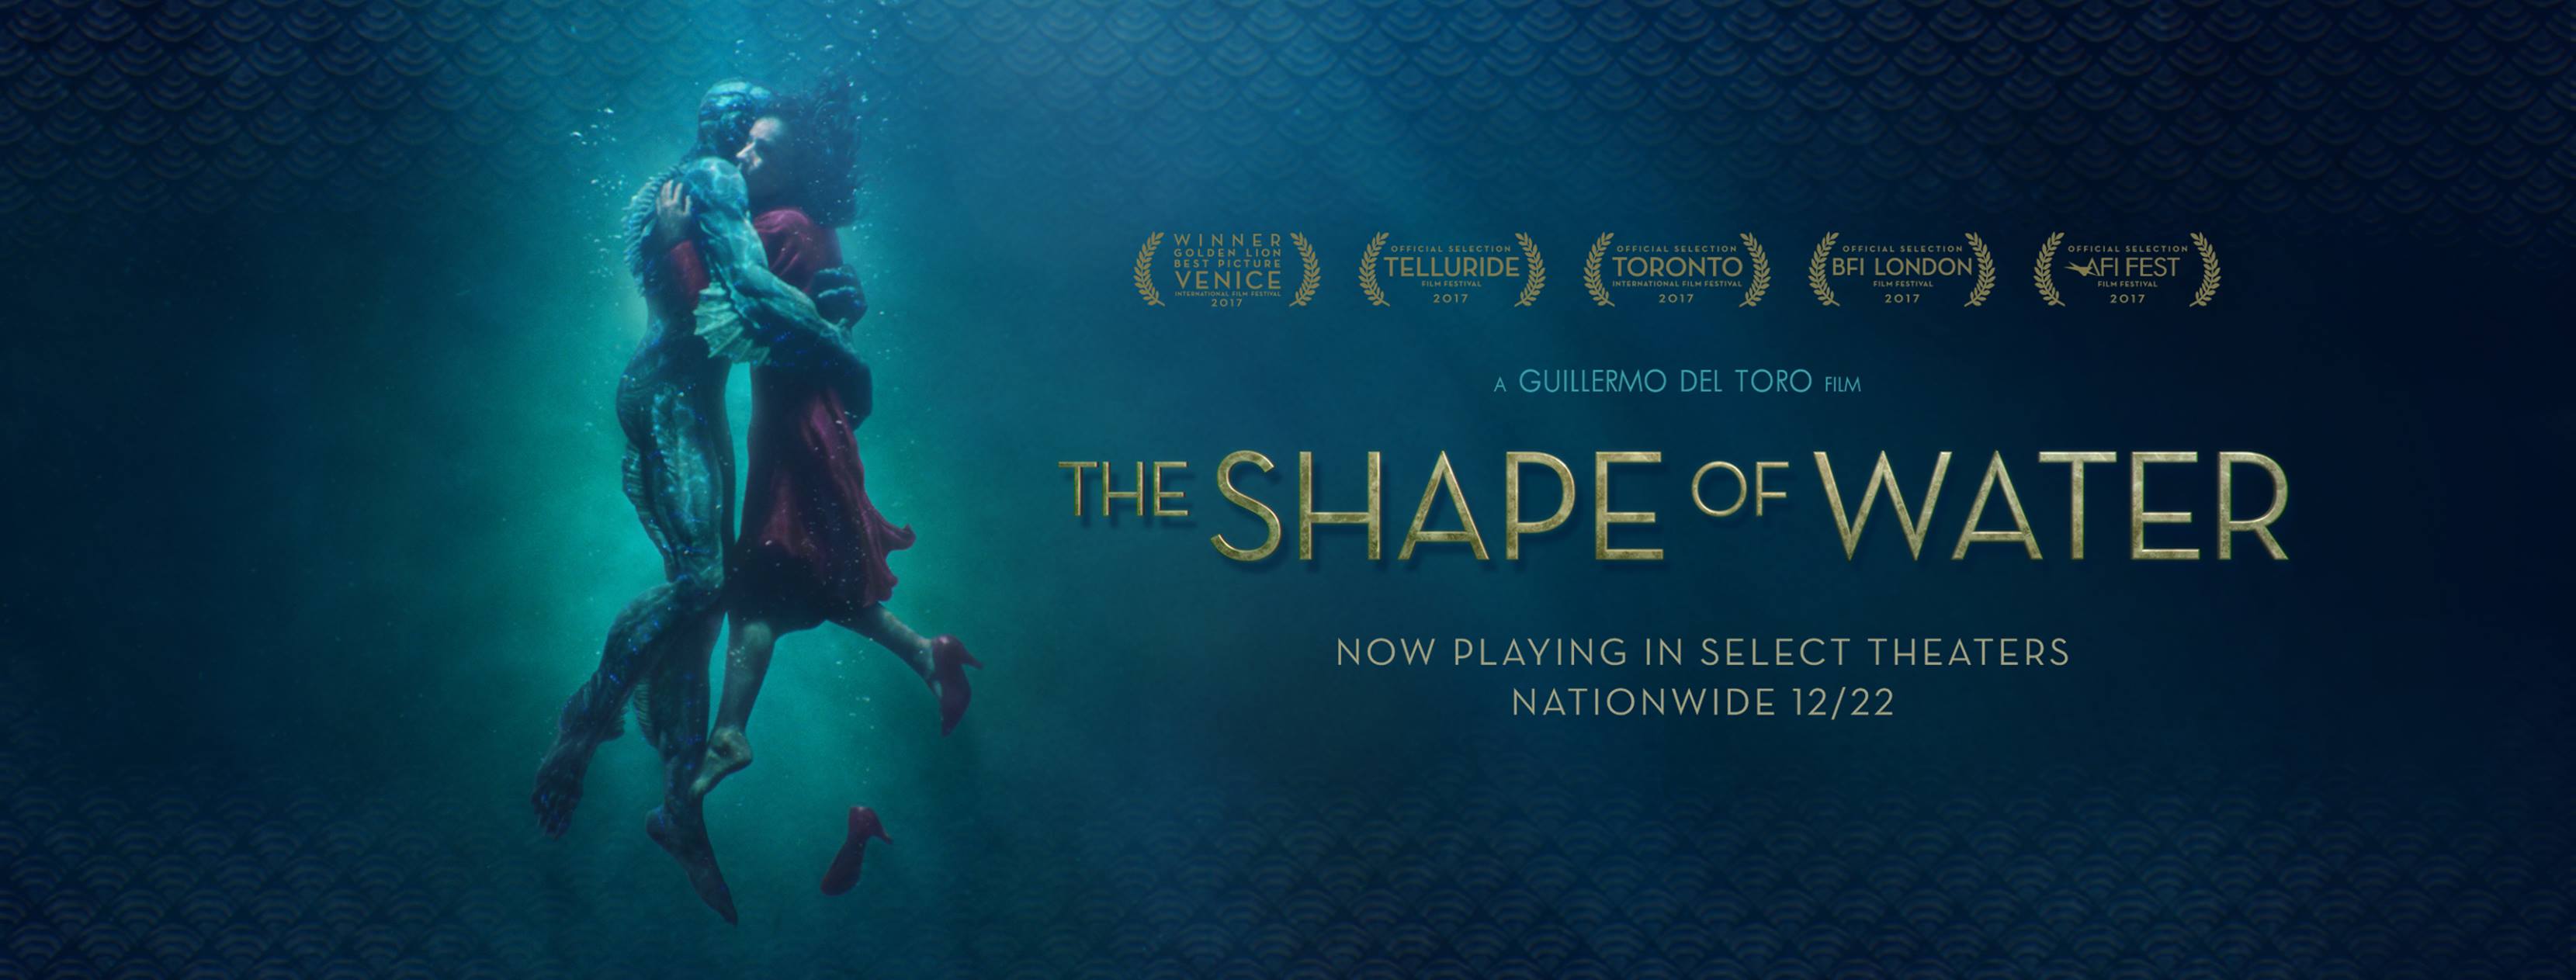 WINNER
GOLDEN LION
BEST PICTURE
VENICE
INTERNATIONAL FILM FESTIVAL
2017
OFFICIAL SELECTION
TELLURIDE
FILM FESTIVAL
2017
OFFICIAL SELECTION
TORONTO
INTERNATIONAL FILM FESTIVAL
2017
OFFICIAL SELECTION
BFI LONDON
FILM FESTIVAL
2017
OFFICIAL SELECTION
AFI FEST
FILM FESTIVAL
2017
A GUILLERMO DEL TORO FILM
THE SHAPE OF WATER
NOW PLAYING IN SELECT THEATERS
NATIONWIDE 12/22